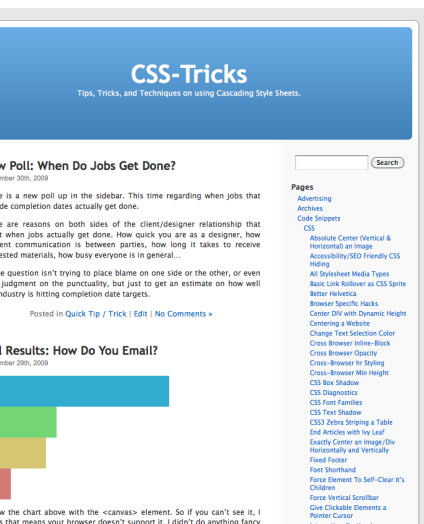 CSS-Tricks
Tips, Tricks, and Techniques on using Cascading Style Sheets.
Poll: When Do Jobs Get Done?
30th, 2009
is a new poll up in the sidebar. This time regarding when jobs that
completion dates actually get done.
are reasons on both sides of the client/designer relationship that
when jobs actually get done. How quick you are as a designer, how
communication is between parties, how long it takes to receive
materials, how busy everyone is in general...
question isn't trying to place blame on one side or the other, or even
judgment on the punctuality, but just to get an estimate on how well
industry is hitting completion date targets.
Posted in Quick Tip / Trick | Edit | No Comments »
Results: How Do You Email?
29th, 2009
the chart above with the <canvas> element. So if you can't see it, I
that means your browser doesn't support it. I didn't do anything fancy
Search
Pages
Advertising
Archives
Code Snippets
CSS
Absolute Center (Vertical &
Horizontal) an Image
Accessibility/SEO Friendly CSS
Hiding
All Stylesheet Media Types
Basic Link Rollover as CSS Sprite
Better Helvetica
Browser Specific Hacks
Center DIV with Dynamic Height
Centering a Website
Change Text Selection Color
Cross Browser Inline-Block
Cross Browser Opacity
Cross-Browser hr Styling
Cross-Browser Min Height
CSS Box Shadow
CSS Diagnostics
CSS Font Families
CSS Text Shadow
CSS3 Zebra Striping a Table
End Articles with Ivy Leaf
Exactly Center an Image/Div
Horizontally and Vertically
Fixed Footer
Font Shorthand
Force Element To Self-Clear it's
Children
Force Vertical Scrollbar
Give Clickable Elements a
Pointer Cursor